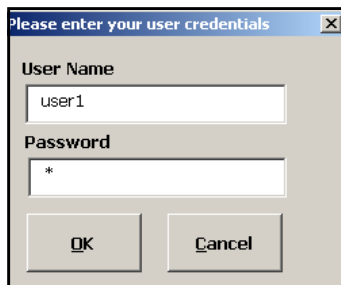 Please enter your user credentials
User Name
user1
Password
*
OK Cancel